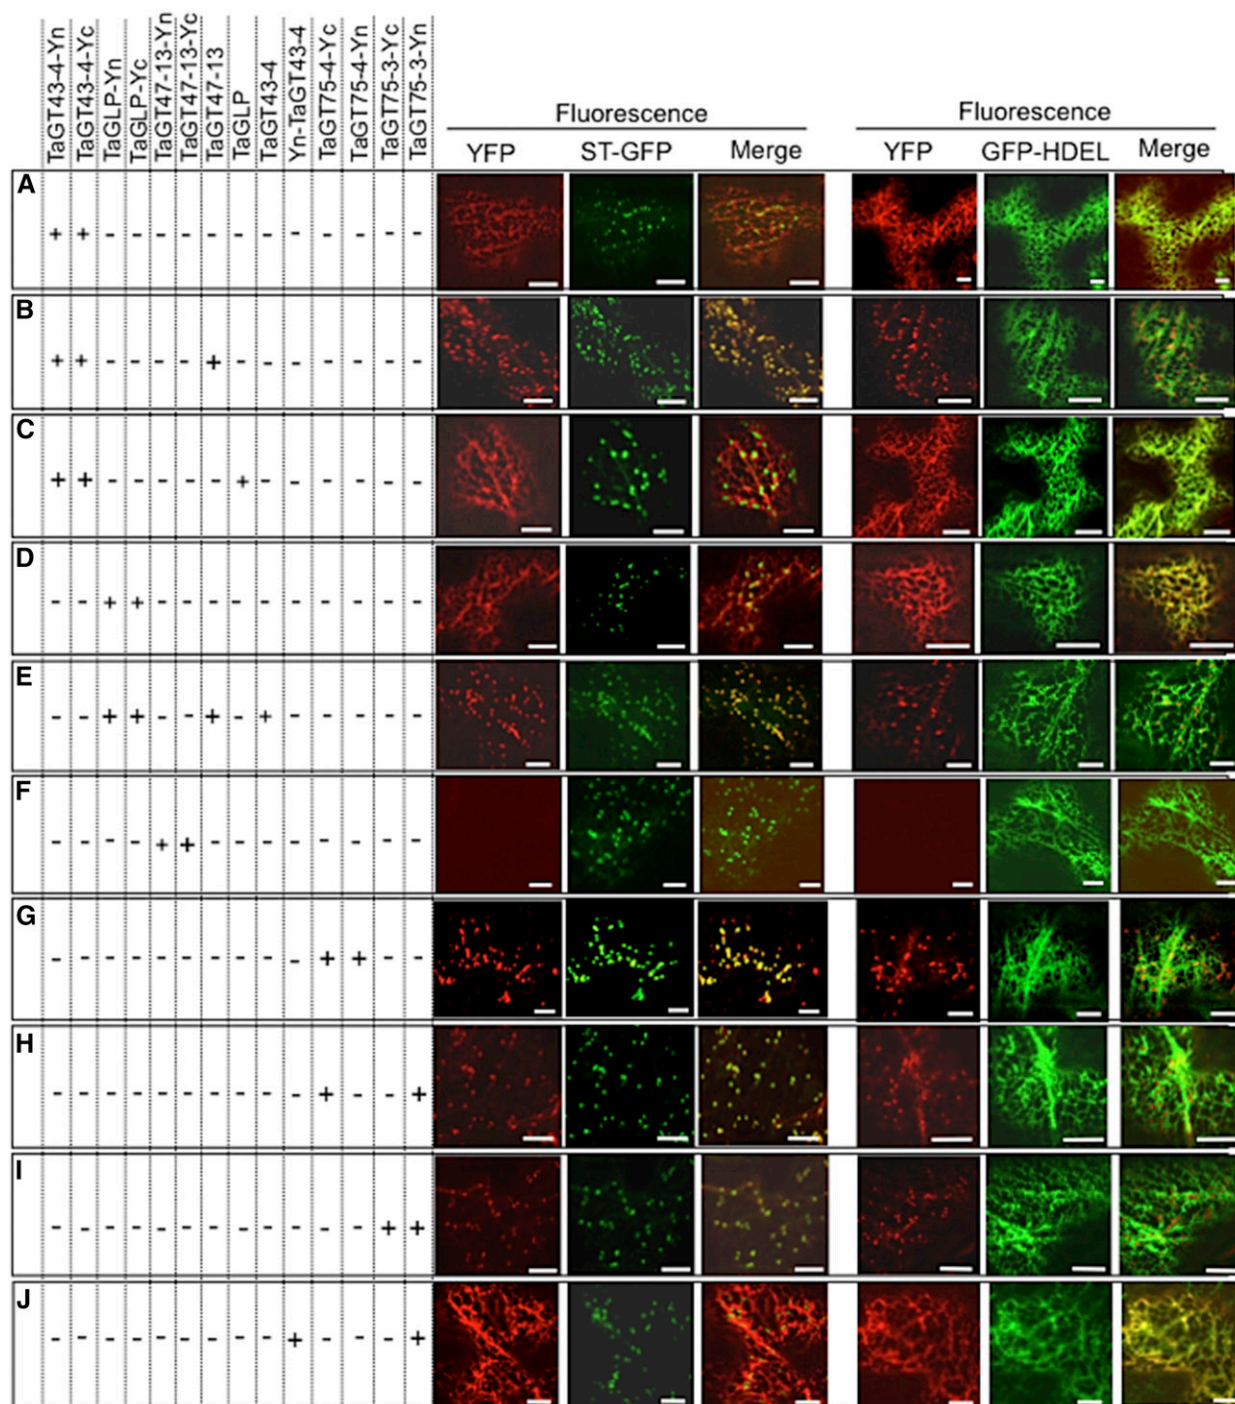 TaGT43-4-Yn
TaGT43-4-Yc
TaGLP-Yn
TaGLP-Yc
TaGT47-13-Yn
TaGT47-13-Yc
TaGT47-13
TaGLP
TaGT43-4
Yn-TaGT43-4
TaGT75-4-Yc
TaGT75-4-Yn
TaGT75-3-Yc
TaGT75-3-Yn
Fluorescence Fluorescence
YFP ST-GFP Merge YFP GFP-HDEL Merge
A + + - - - - - - - - - - - -
B + + - - - - + - - - - - - -
C + + - - - - - + - - - - - -
D - - + + - - - - - - - - - -
E - - + + - - + - + - - - - -
F - - - - + + - - - - - - - -
G - - - - - - - - - - + + - -
H - - - - - - - - - - + - - +
I - - - - - - - - - - - - + +
J - - - - - - - - - + - - - +